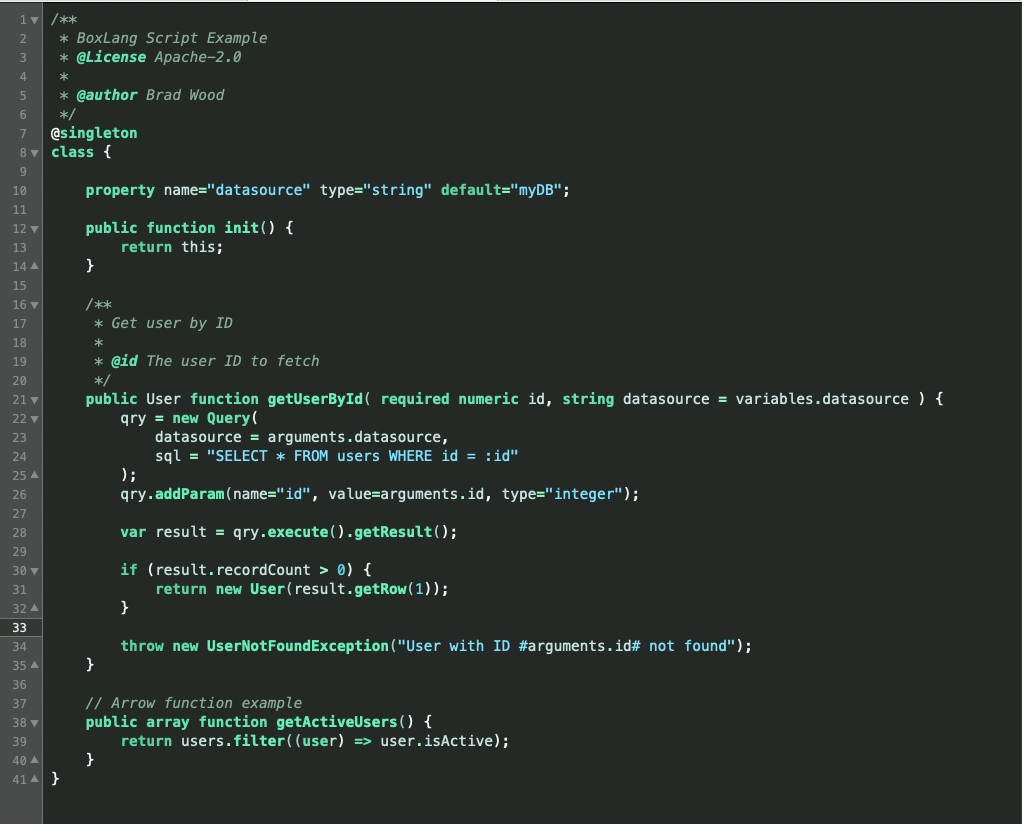 1 /**
2  * BoxLang Script Example
3  * @License Apache-2.0
4  *
5  * @author Brad Wood
6  */
7 @singleton
8 class {
9
10     property name="datasource" type="string" default="myDB";
11
12     public function init() {
13         return this;
14     }
15
16     /**
17      * Get user by ID
18      *
19      * @id The user ID to fetch
20      */
21     public User function getUserById( required numeric id, string datasource = variables.datasource ) {
22         qry = new Query(
23             datasource = arguments.datasource,
24             sql = "SELECT * FROM users WHERE id = :id"
25         );
26         qry.addParam(name="id", value=arguments.id, type="integer");
27
28         var result = qry.execute().getResult();
29
30         if (result.recordCount > 0) {
31             return new User(result.getRow(1));
32         }
33
34         throw new UserNotFoundException("User with ID #arguments.id# not found");
35     }
36
37     // Arrow function example
38     public array function getActiveUsers() {
39         return users.filter((user) => user.isActive);
40     }
41 }